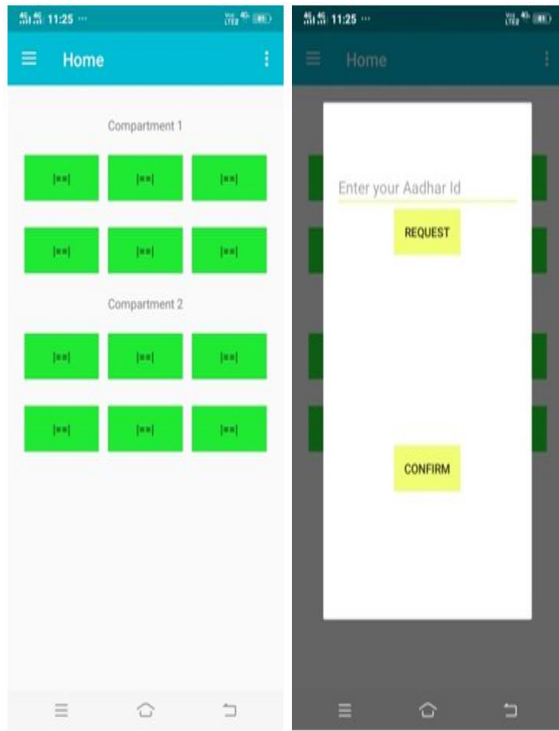 11:25 ...
Home
Compartment 1
|==| |==| |==|
|==| |==| |==|
Compartment 2
|==| |==| |==|
|==| |==| |==|
11:25 ...
Home
Enter your Aadhar Id
REQUEST
CONFIRM